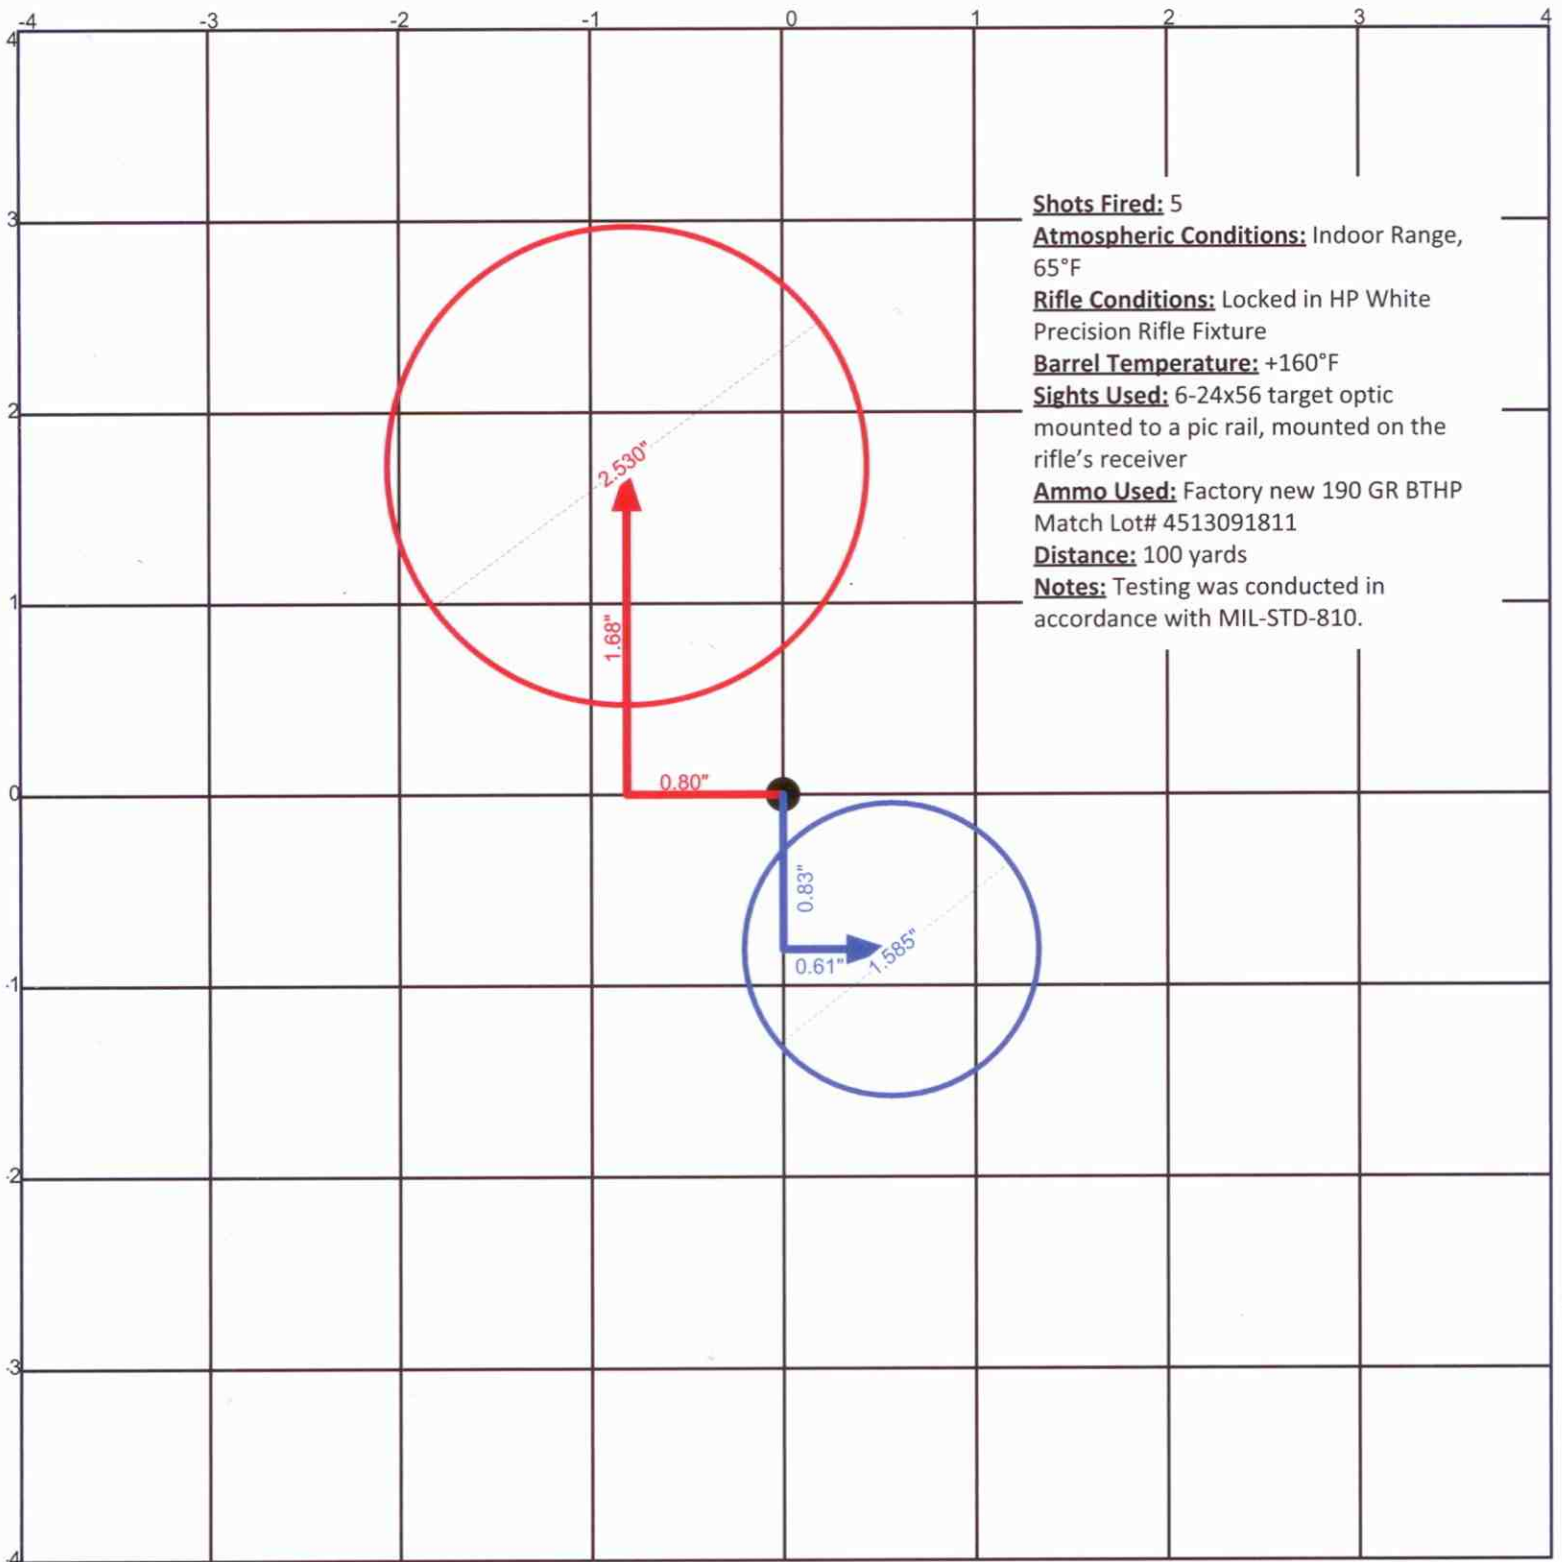 -4 -3 -2 -1 0 1 2 3 4
4
3
Shots Fired: 5
Atmospheric Conditions: Indoor Range,
65°F
Rifle Conditions: Locked in HP White
Precision Rifle Fixture
Barrel Temperature: +160°F
Sights Used: 6-24x56 target optic
mounted to a pic rail, mounted on the
rifle's receiver
Ammo Used: Factory new 190 GR BTHP
Match Lot# 4513091811
Distance: 100 yards
Notes: Testing was conducted in
accordance with MIL-STD-810.
2
2.530"
1
1.68"
0.80"
0
0.83"
0.61"
1.585"
-1
-2
-3
-4